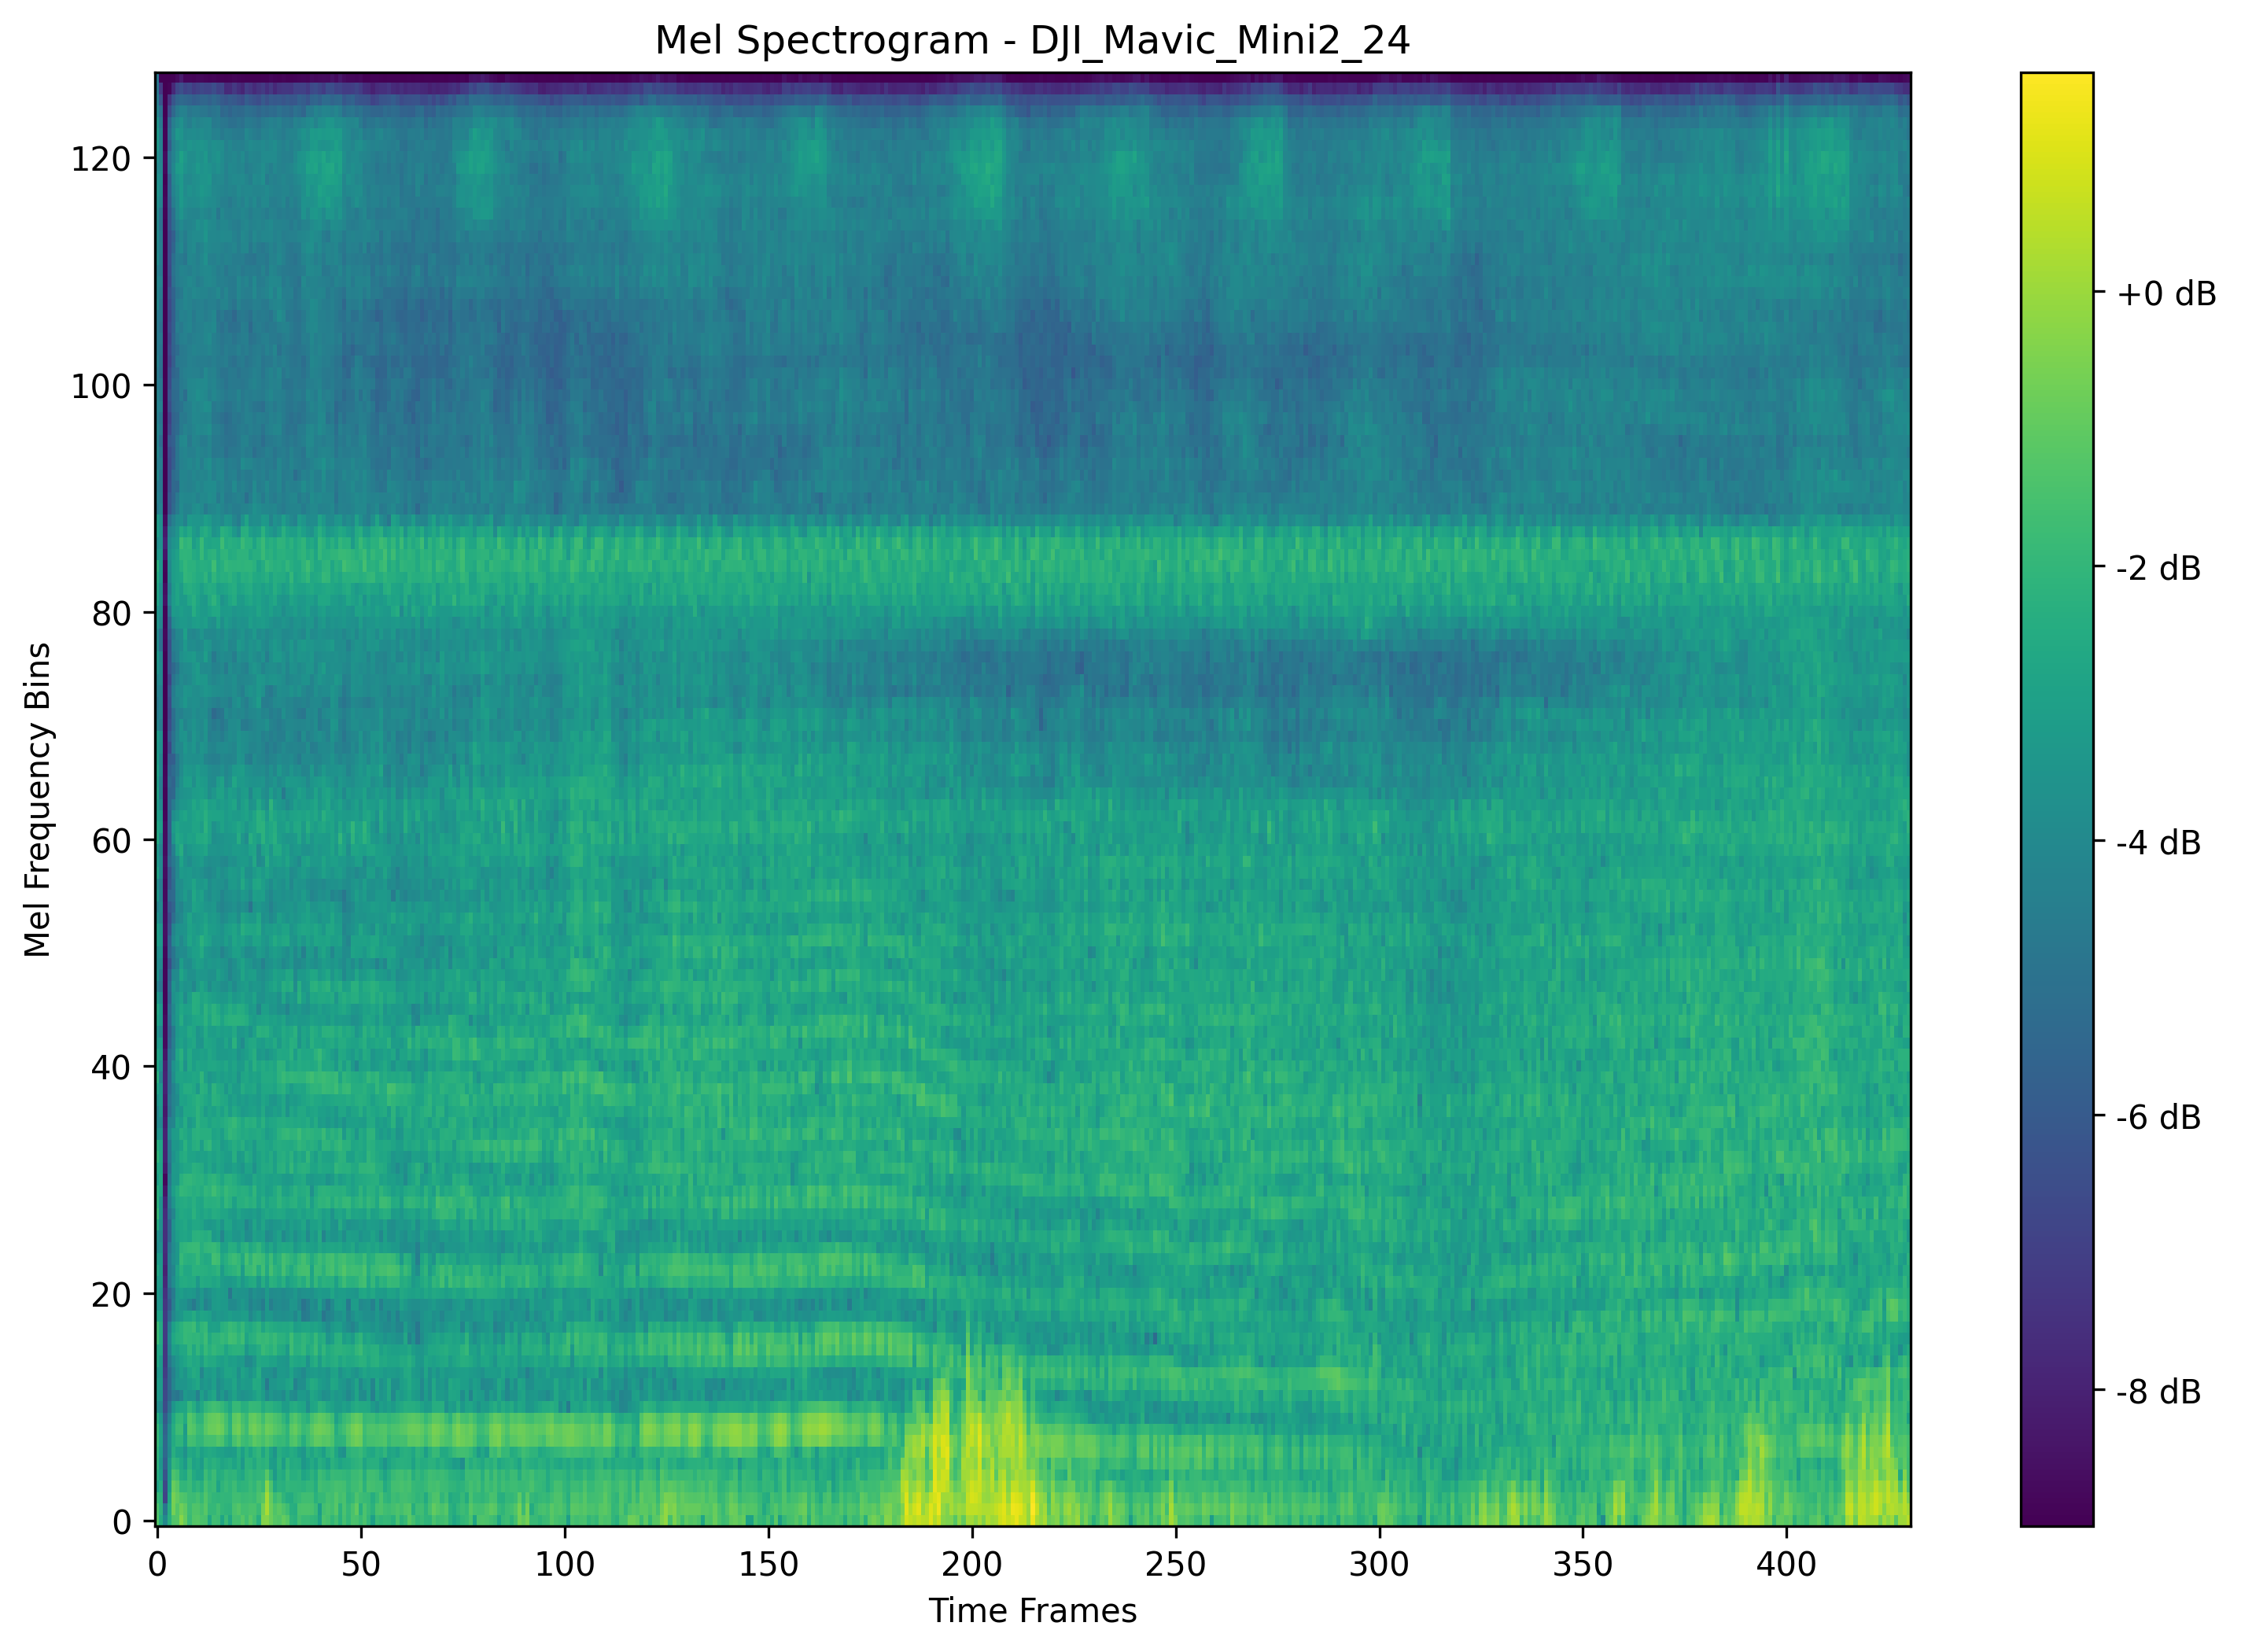 Mel Spectrogram - DJI_Mavic_Mini2_24
Mel Frequency Bins
120
100
80
60
40
20
0
0 50 100 150 200 250 300 350 400
Time Frames
+0 dB
-2 dB
-4 dB
-6 dB
-8 dB